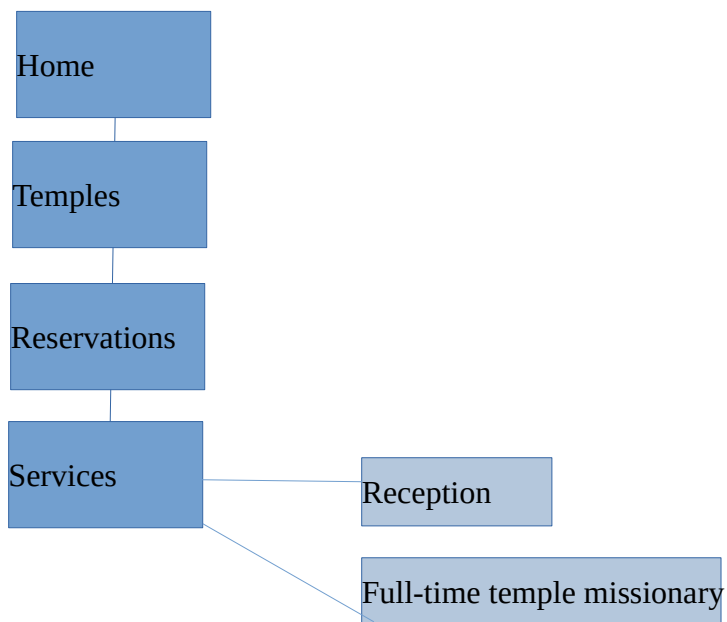 Home
Temples
Reservations
Services
Reception
Full-time temple missionary